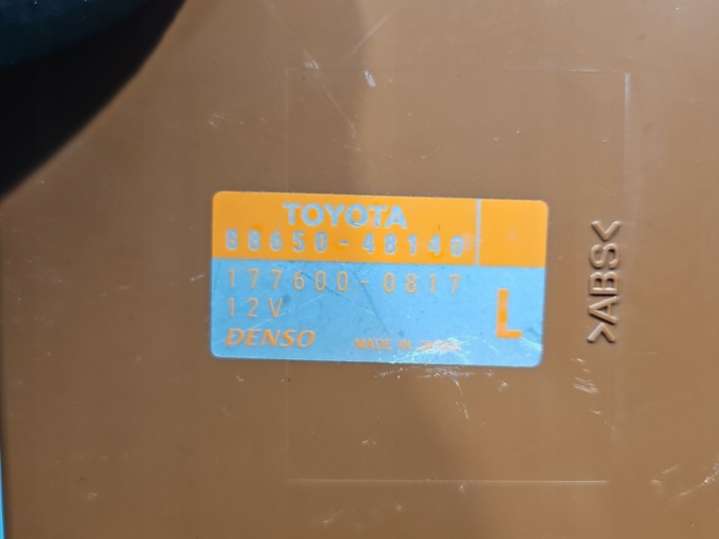 TOYOTA
88650-48140
177600-0817
12V
L
DENSO
MADE IN JAPAN
>ABS<